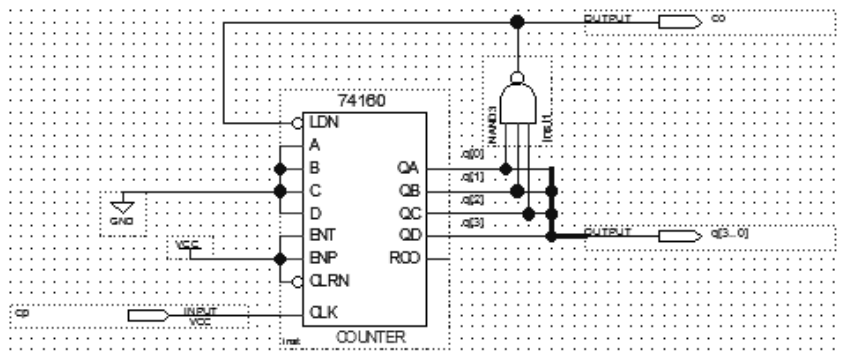 OUTPUT co
74160
NAND3
inst1
LDN
A
B QA q[0]
C QB q[1]
D QC q[2]
GND
ENT QD q[3]
OUTPUT q[3..0]
VCC
ENP RCO
CLRN
cp INPUT
VCC
CLK
inst COUNTER